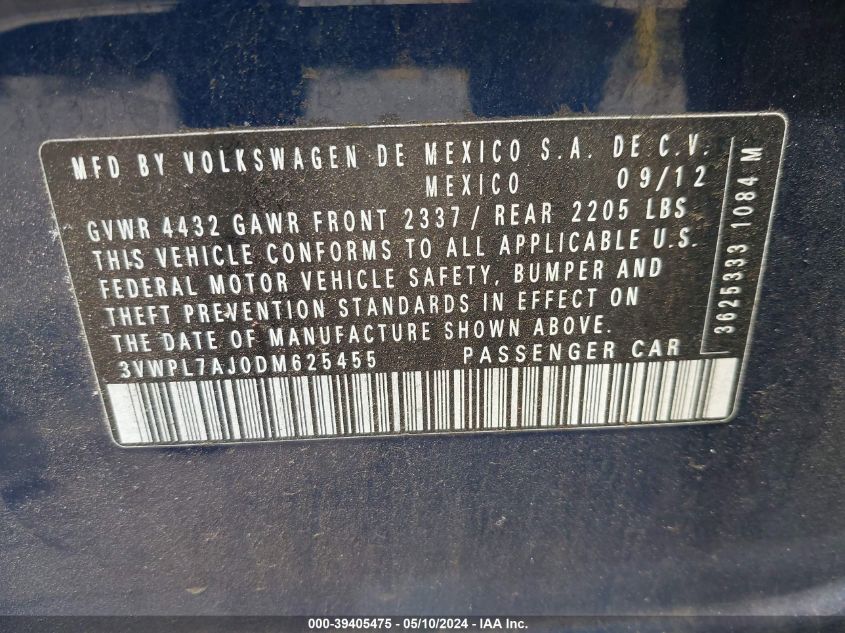 MFD BY VOLKSWAGEN DE MEXICO S.A. DE C.V.
MEXICO 09/12
GVWR 4432 GAWR FRONT 2337/ REAR 2205 LBS
THIS VEHICLE CONFORMS TO ALL APPLICABLE U.S.
FEDERAL MOTOR VEHICLE SAFETY, BUMPER AND
THEFT PREVENTION STANDARDS IN EFFECT ON
THE DATE OF MANUFACTURE SHOWN ABOVE.
3VWPL7AJ0DM625455 PASSENGER CAR
3625333 1084 M
000-39405475 - 05/10/2024 - IAA Inc.